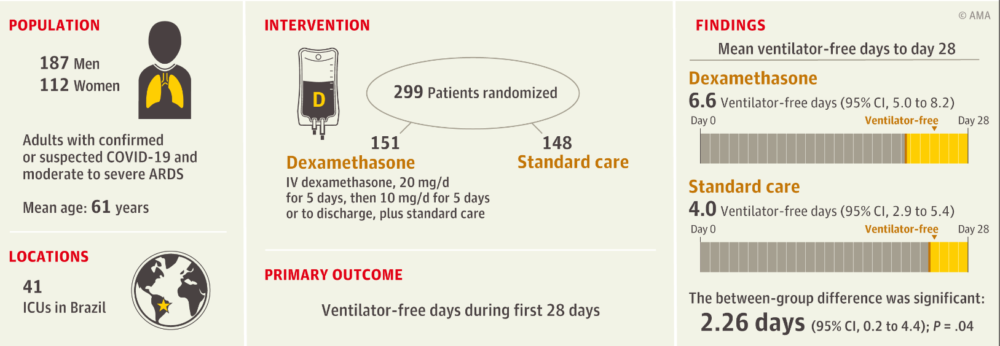 POPULATION
187 Men
112 Women
Adults with confirmed
or suspected COVID-19 and
moderate to severe ARDS
Mean age: 61 years
LOCATIONS
41
ICUs in Brazil
INTERVENTION
D
299 Patients randomized
151
Dexamethasone
IV dexamethasone, 20 mg/d
for 5 days, then 10 mg/d for 5 days
or to discharge, plus standard care
148
Standard care
PRIMARY OUTCOME
Ventilator-free days during first 28 days
© AMA
FINDINGS
Mean ventilator-free days to day 28
Dexamethasone
6.6 Ventilator-free days (95% CI, 5.0 to 8.2)
Day 0 Ventilator-free Day 28
Standard care
4.0 Ventilator-free days (95% CI, 2.9 to 5.4)
Day 0 Ventilator-free Day 28
The between-group difference was significant:
2.26 days (95% CI, 0.2 to 4.4); P = .04